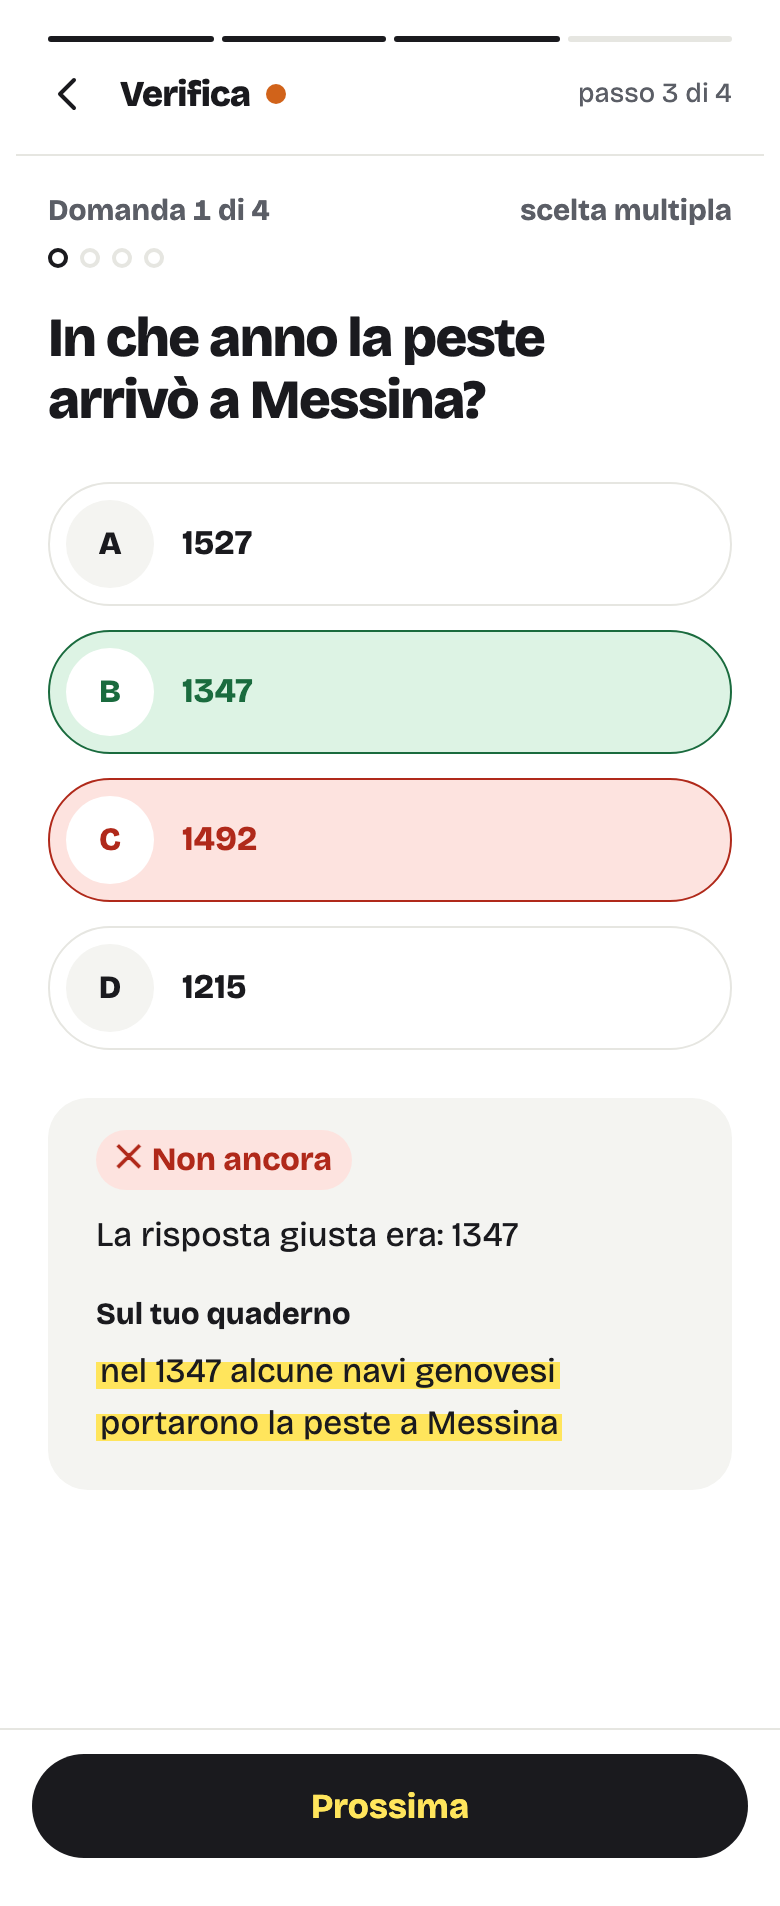 Verifica
passo 3 di 4
Domanda 1 di 4
scelta multipla
In che anno la peste
arrivò a Messina?
A 1527
B 1347
C 1492
D 1215
Non ancora
La risposta giusta era: 1347
Sul tuo quaderno
nel 1347 alcune navi genovesi
portarono la peste a Messina
Prossima